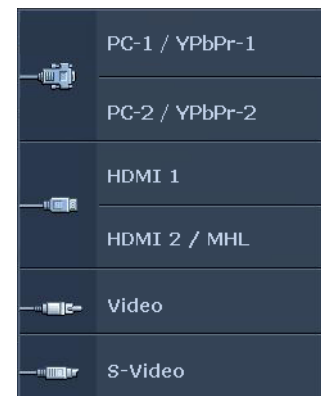 PC-1 / YPbPr-1
PC-2 / YPbPr-2
HDMI 1
HDMI 2 / MHL
Video
S-Video